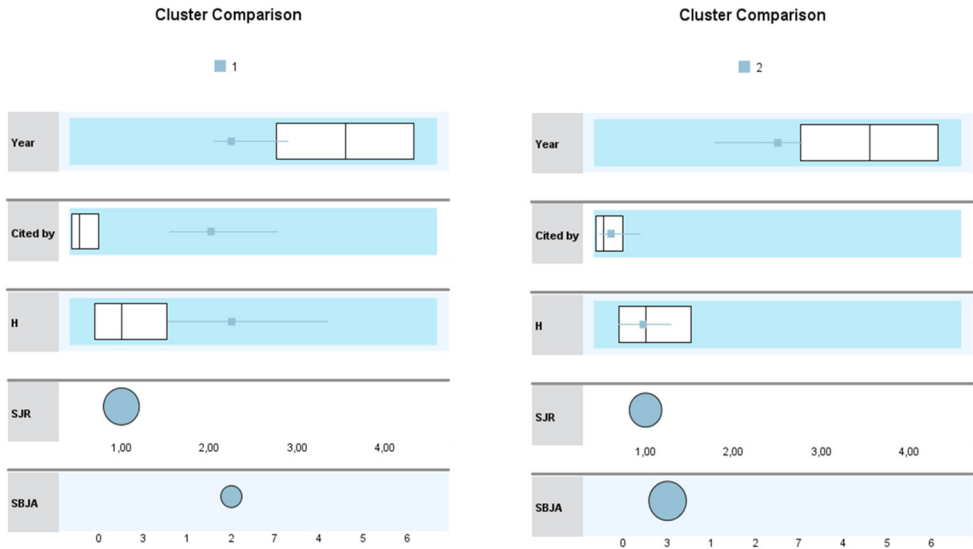 Cluster Comparison
1
Year
Cited by
H
SJR
1,00 2,00 3,00 4,00
SBJA
0 3 1 2 7 4 5 6
Cluster Comparison
2
Year
Cited by
H
SJR
1,00 2,00 3,00 4,00
SBJA
0 3 1 2 7 4 5 6